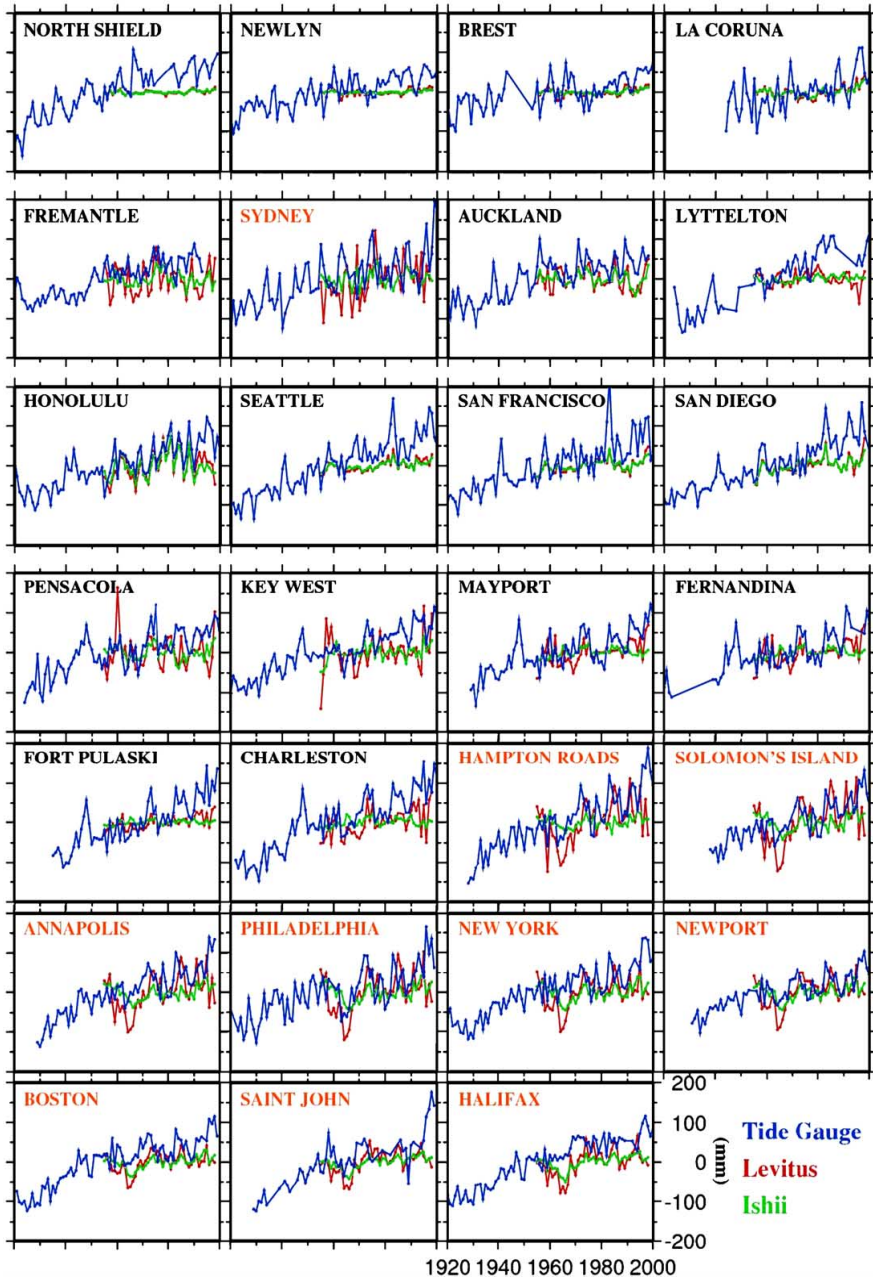 NORTH SHIELD NEWLYN BREST LA CORUNA
FREMANTLE SYDNEY AUCKLAND LYTTELTON
HONOLULU SEATTLE SAN FRANCISCO SAN DIEGO
PENSACOLA KEY WEST MAYPORT FERNANDINA
FORT PULASKI CHARLESTON HAMPTON ROADS SOLOMON'S ISLAND
ANNAPOLIS PHILADELPHIA NEW YORK NEWPORT
BOSTON SAINT JOHN HALIFAX
200
100
0
-100
-200
(mm)
Tide Gauge
Levitus
Ishii
1920 1940 1960 1980 2000